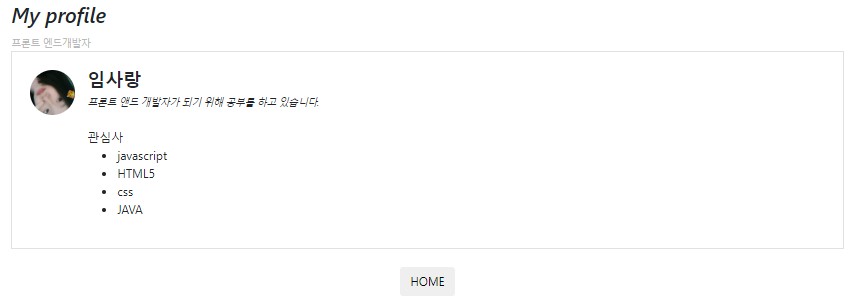 My profile
프론트 엔드개발자
임사랑
프론트 앤드 개발자가 되기 위해 공부를 하고 있습니다.
관심사
javascript
HTML5
css
JAVA
HOME